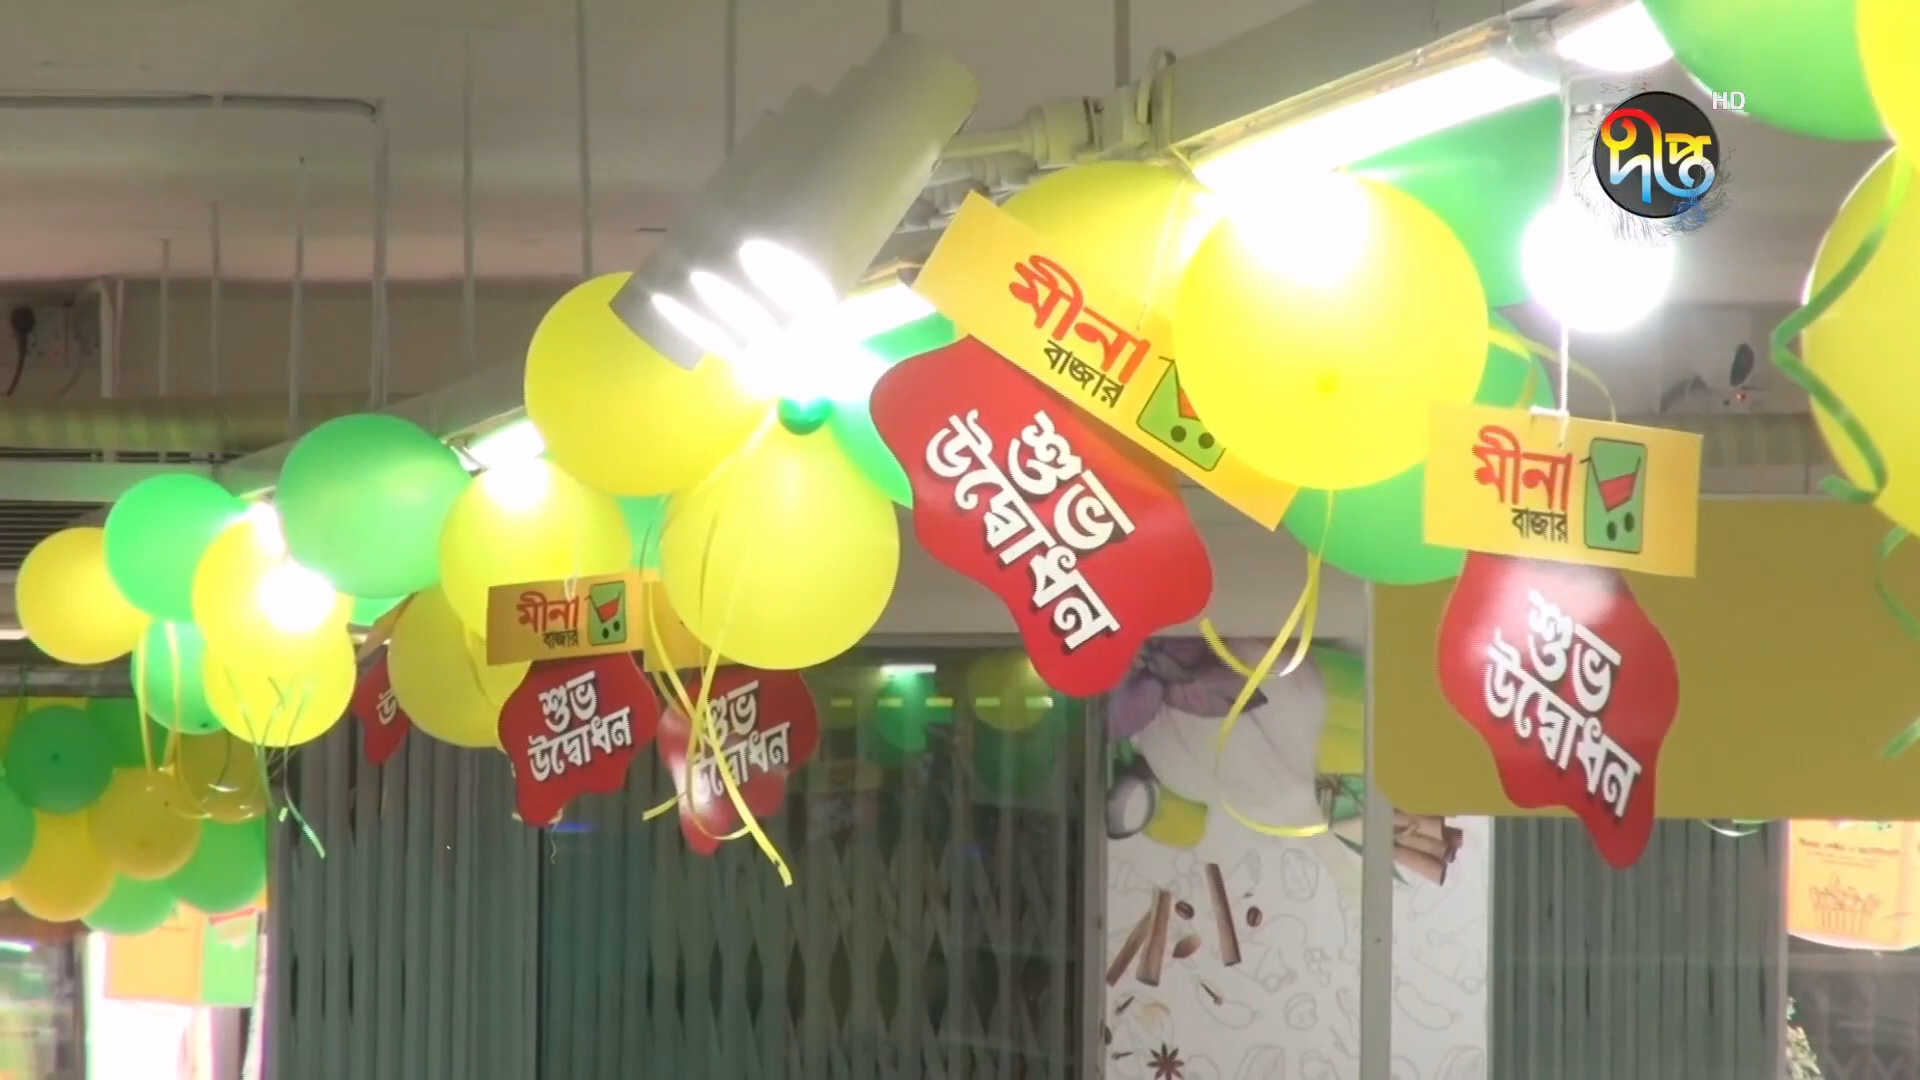 দীপ্ত HD
মীনা
বাজার
শুভ
উদ্বোধন
মীনা
বাজার
শুভ
উদ্বোধন
মীনা
বাজার
শুভ
উদ্বোধন
শুভ
উদ্বোধন